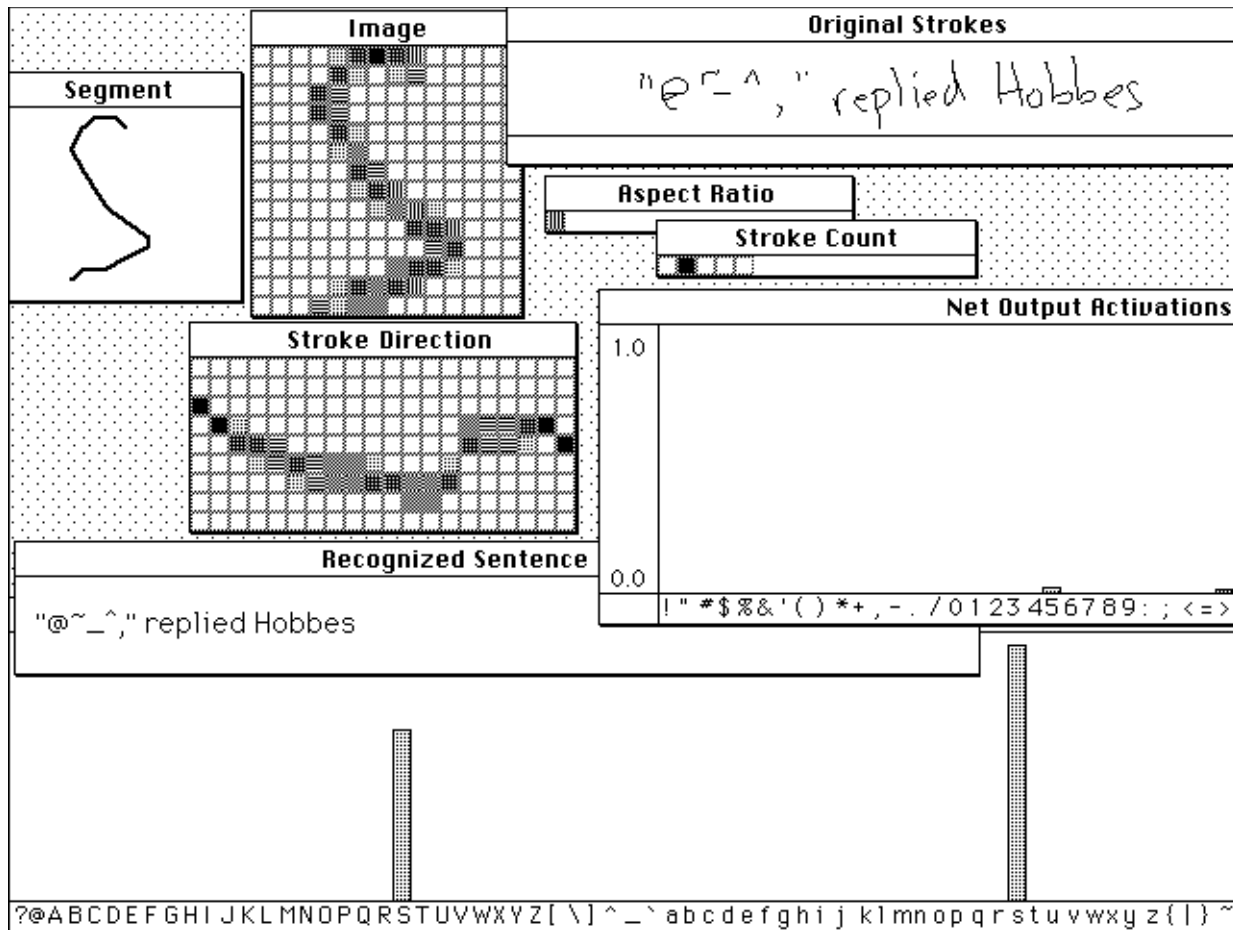 Image
Original Strokes
Segment
"@~_^," replied Hobbes
Aspect Ratio
Stroke Count
Net Output Activations
Stroke Direction
1.0
Recognized Sentence
0.0
!"#$%&'()*+,-./0123456789:;<=>
"@~_^," replied Hobbes
?@ABCDEFGHIJKLMNOPQRSTUVWXYZ[\]^_`abcdefghijklmnopqrstuvwxyz{|}~